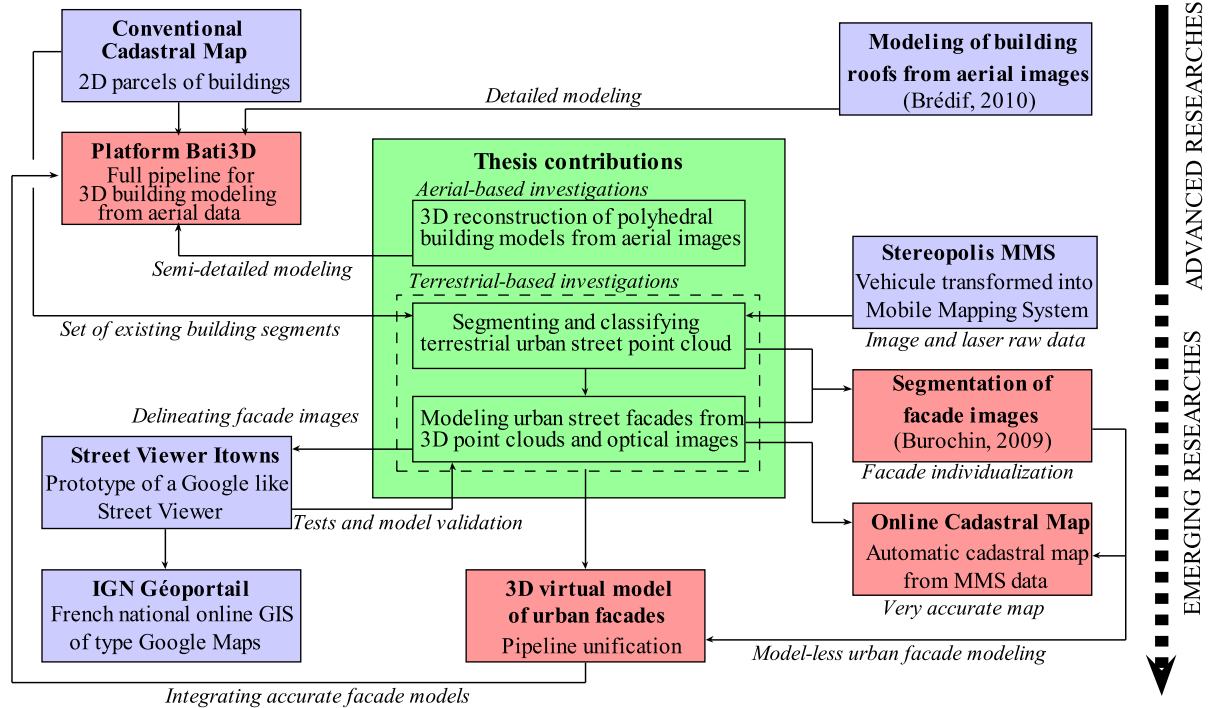 Conventional
Cadastral Map
2D parcels of buildings
Modeling of building
roofs from aerial images
(Brédif, 2010)
Detailed modeling
Platform Bati3D
Full pipeline for
3D building modeling
from aerial data
Thesis contributions
Aerial-based investigations
3D reconstruction of polyhedral
building models from aerial images
Semi-detailed modeling
Terrestrial-based investigations
Stereopolis MMS
Vehicule transformed into
Mobile Mapping System
Image and laser raw data
Set of existing building segments
Segmenting and classifying
terrestrial urban street point cloud
Segmentation of
facade images
(Burochin, 2009)
Facade individualization
Delineating facade images
Modeling urban street facades from
3D point clouds and optical images
Street Viewer Itowns
Prototype of a Google like
Street Viewer
Tests and model validation
Online Cadastral Map
Automatic cadastral map
from MMS data
Very accurate map
IGN Géoportail
French national online GIS
of type Google Maps
3D virtual model
of urban facades
Pipeline unification
Model-less urban facade modeling
Integrating accurate facade models
ADVANCED RESEARCHES
EMERGING RESEARCHES